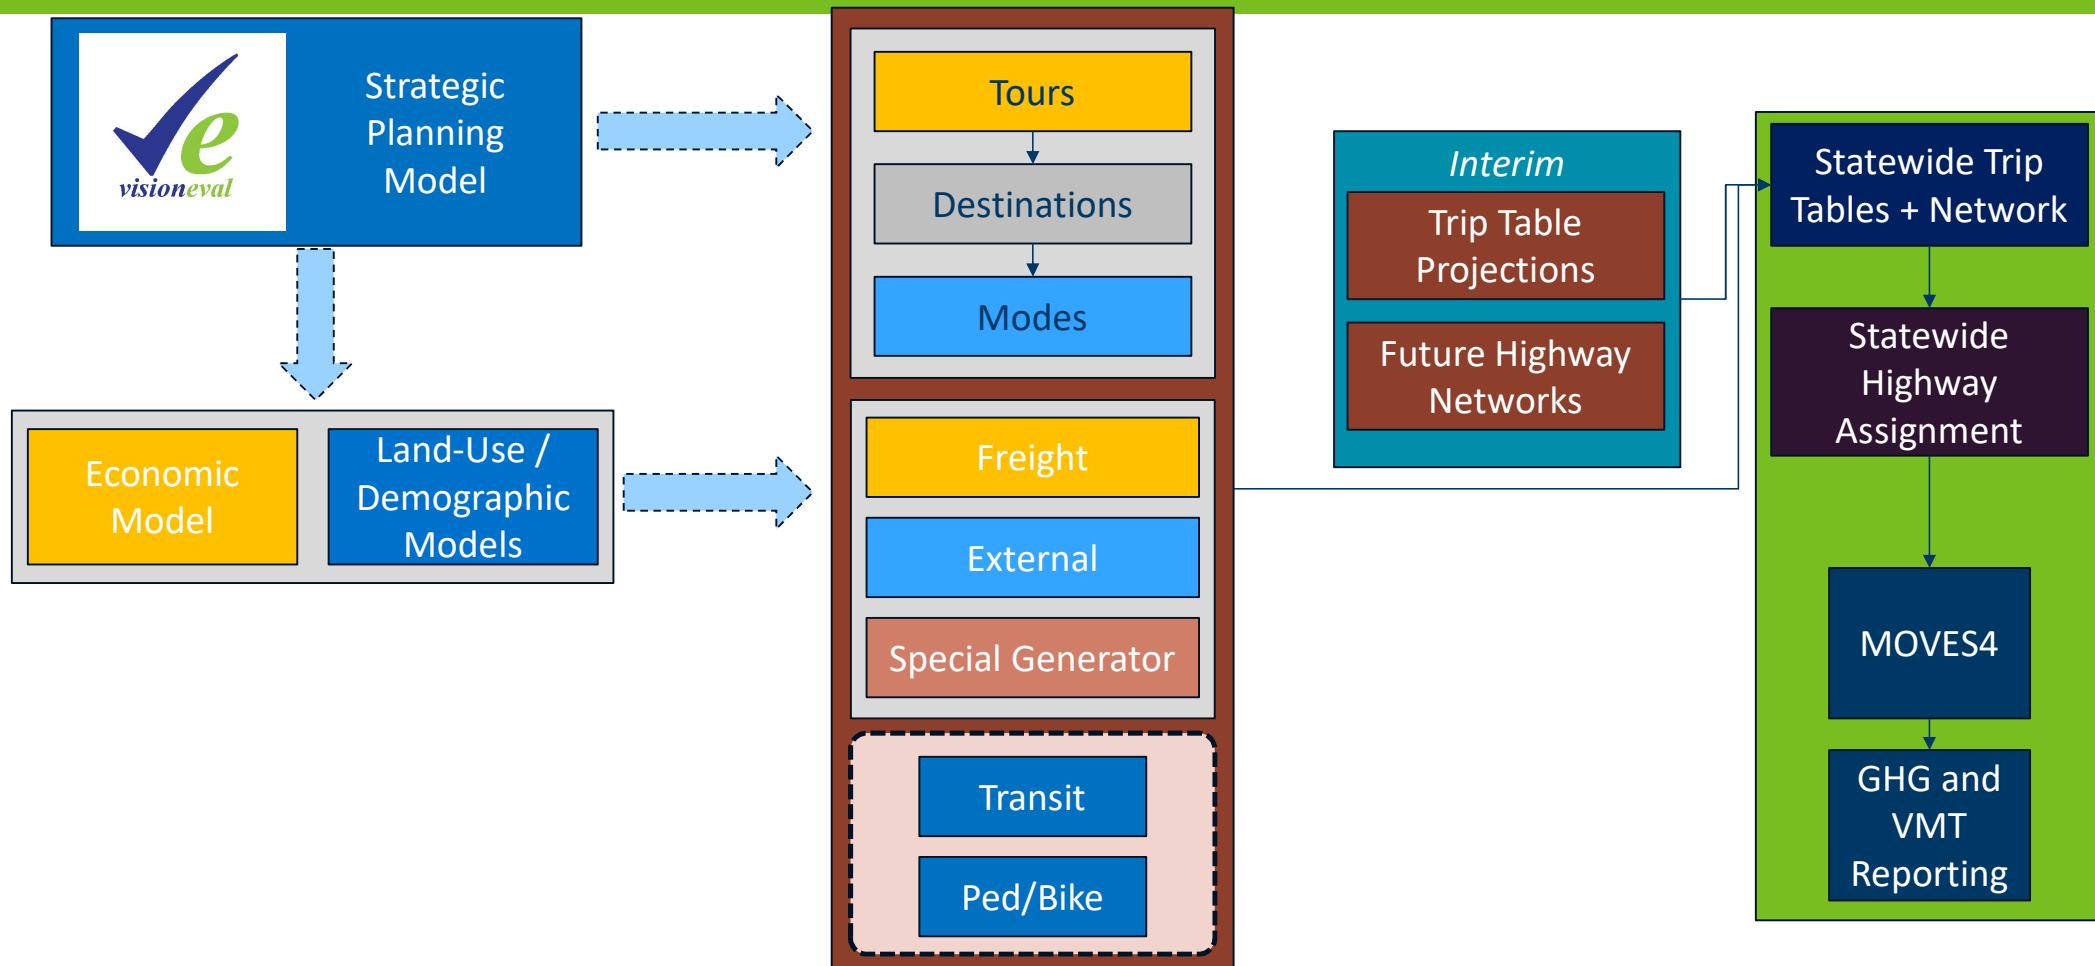 visioneval
Strategic
Planning
Model
Economic
Model
Land-Use /
Demographic
Models
Tours
Destinations
Modes
Freight
External
Special Generator
Transit
Ped/Bike
Interim
Trip Table
Projections
Future Highway
Networks
Statewide Trip
Tables + Network
Statewide
Highway
Assignment
MOVES4
GHG and
VMT
Reporting